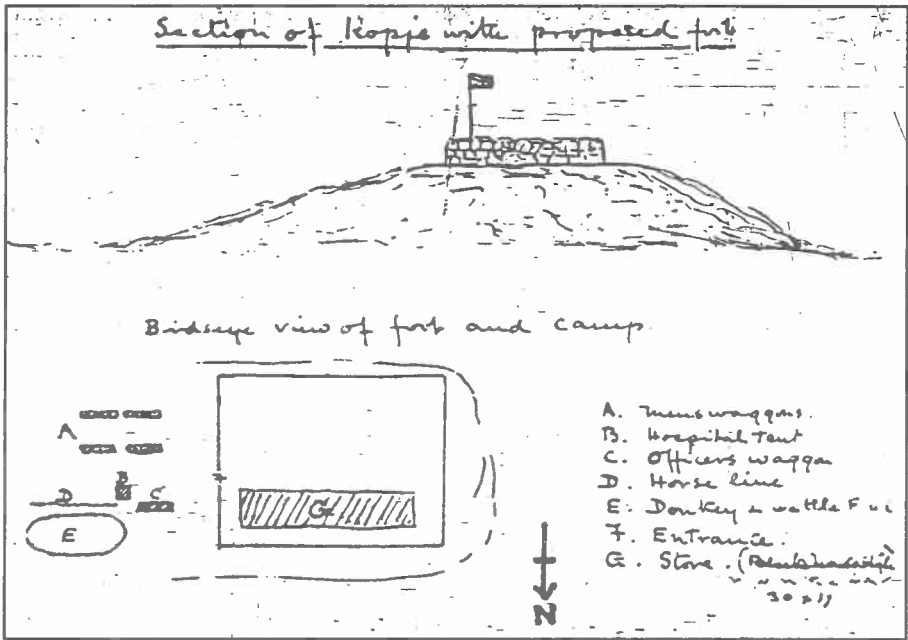 Section of Kopje with proposed fort
Birdseye view of fort and camp
A
B
D
C
E
G
N
A. Mens waggons.
B. Hospital Tent
C. Officers waggon
D. Horse line
E. Donkey &
F. Entrance.
G. Store.
30 x 11